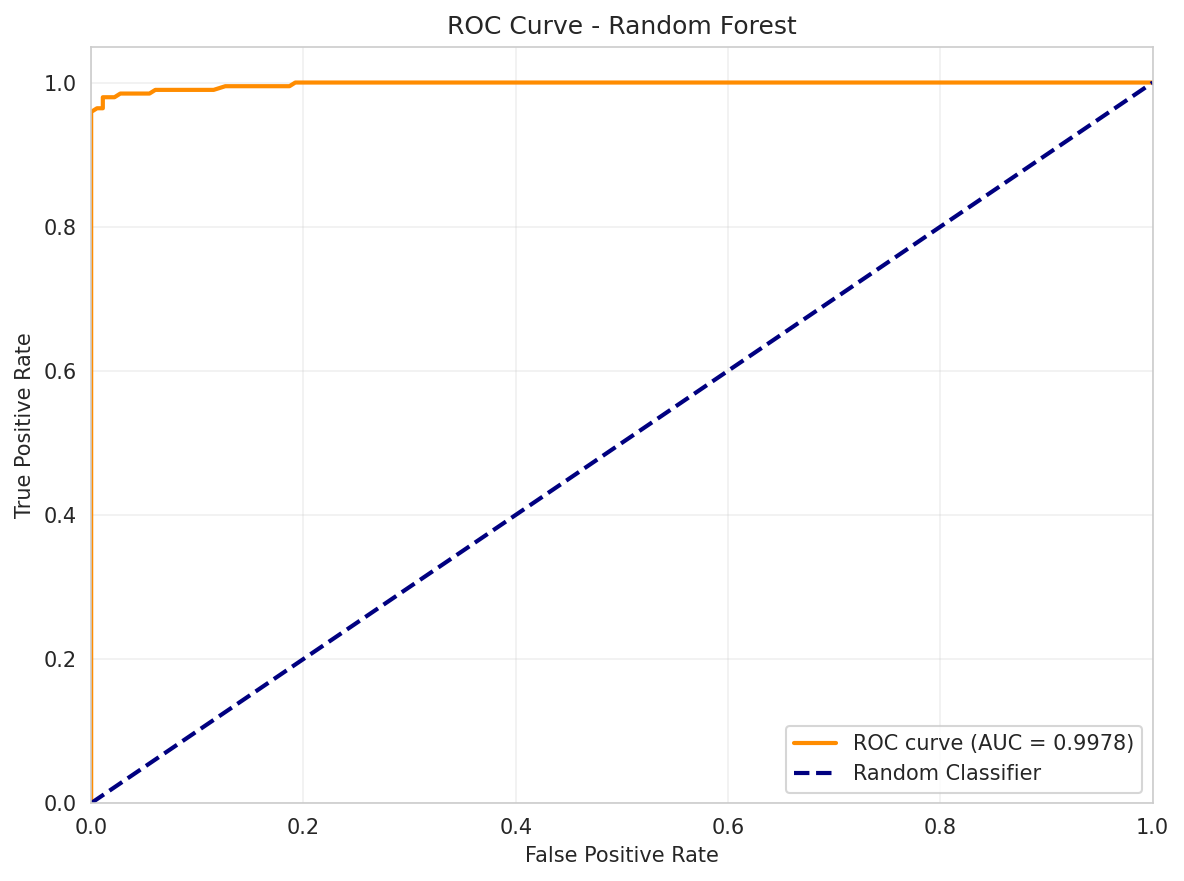 ROC Curve - Random Forest
True Positive Rate
1.0
0.8
0.6
0.4
0.2
0.0
0.0 0.2 0.4 0.6 0.8 1.0
False Positive Rate
ROC curve (AUC = 0.9978)
Random Classifier